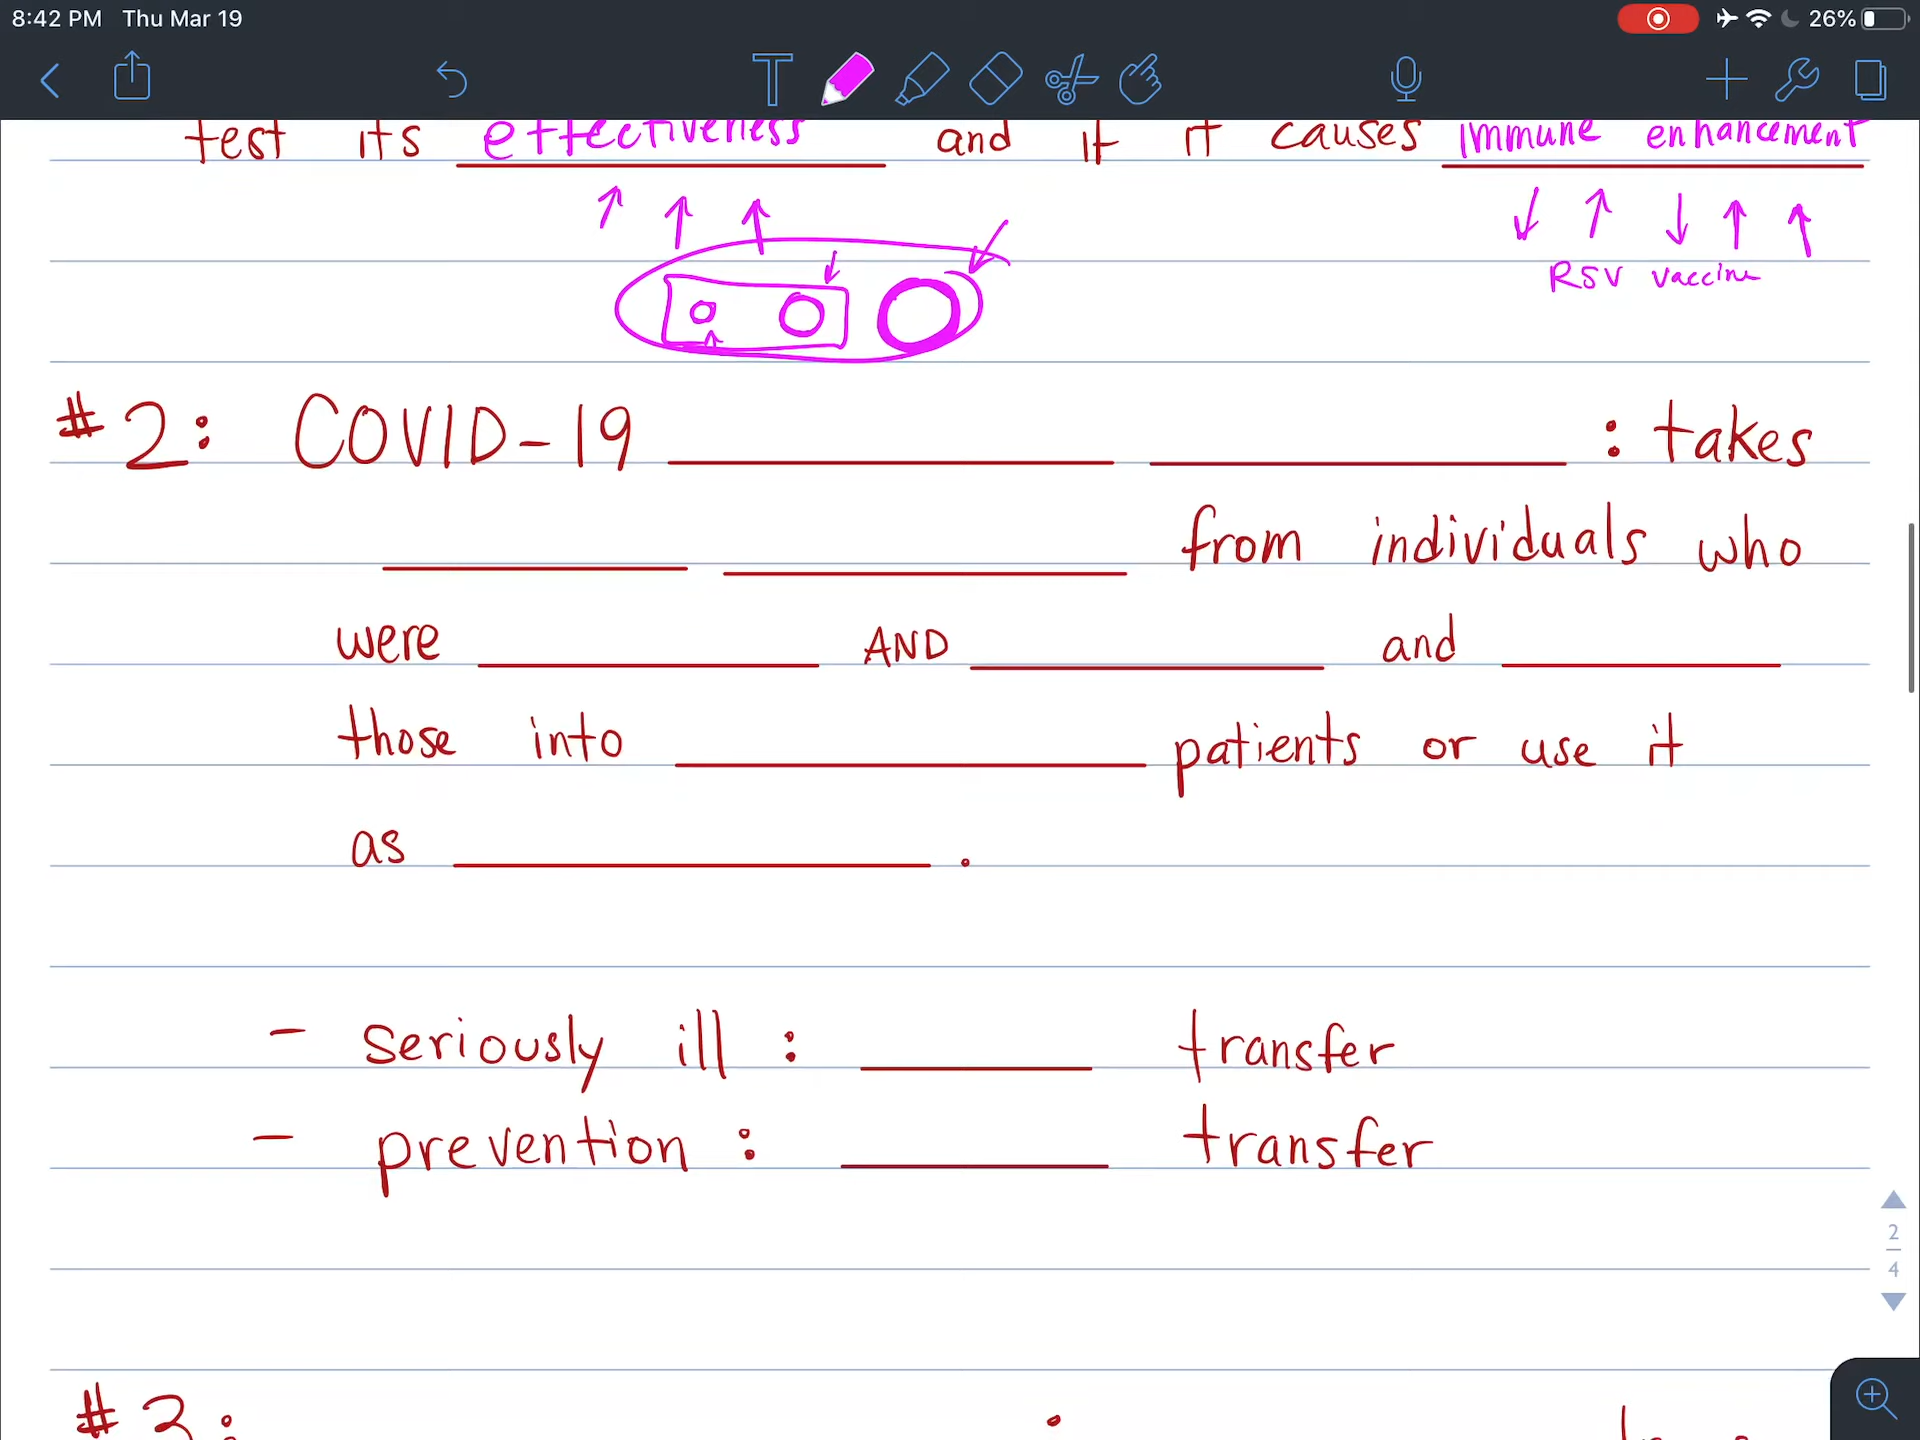 8:42 PM Thu Mar 19 26%
test its effectiveness and if it causes immune enhancement
RSV vaccine
#2: COVID-19 : takes
from individuals who
were AND and
those into patients or use it
as .
- seriously ill : transfer
- prevention : transfer
2
4
#3: